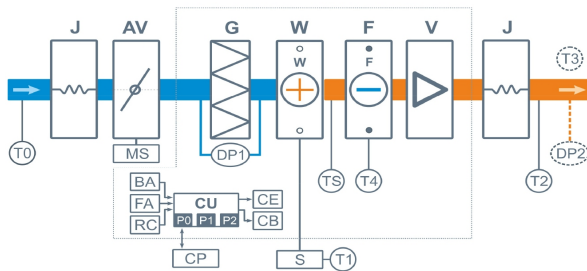 J AV G W F V J
W F T3
T0 MS DP1 TS T4 T2 DP2
BA CE
FA CU
RC P0 P1 P2 CB
CP S T1